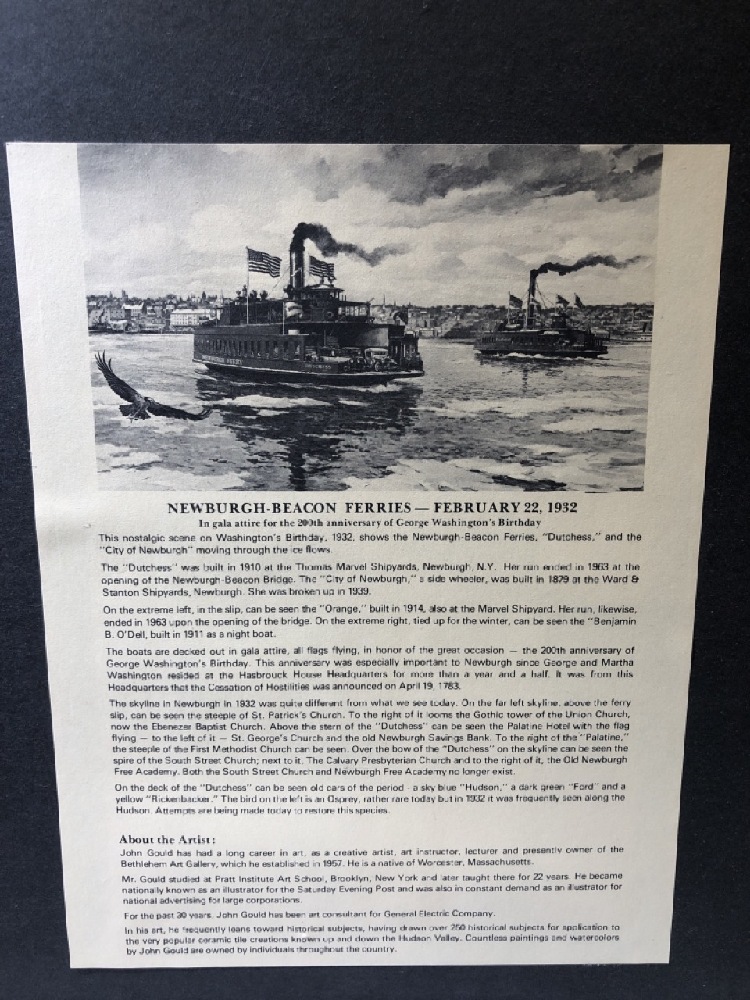 NEWBURGH-BEACON FERRIES — FEBRUARY 22, 1932
In gala attire for the 200th anniversary of George Washington's Birthday
This nostalgic scene on Washington's Birthday, 1932, shows the Newburgh-Beacon Ferries, "Dutchess," and the
"City of Newburgh" moving through the ice flows.
The "Dutchess" was built in 1910 at the Thomas Marvel Shipyards, Newburgh, N.Y. Her run ended in 1963 at the
opening of the Newburgh-Beacon Bridge. The "City of Newburgh," a side wheeler, was built in 1879 at the Ward &
Stanton Shipyards, Newburgh. She was broken up in 1939.
On the extreme left, in the slip, can be seen the "Orange," built in 1914, also at the Marvel Shipyard. Her run, likewise,
ended in 1963 upon opening of the bridge. On the extreme right, tied up for the winter, can be seen the "Benjamin
B. O'Dell, built in 1911 as a night boat.
The boats are decked out in gala attire, all flags flying, in honor of the great occasion — the 200th anniversary of
George Washington's Birthday. This anniversary was especially important to Newburgh since George and Martha
Washington resided at the Hasbrouck House Headquarters for more than a year and a half. It was from this
Headquarters that the Cessation of Hostilities was announced on April 19, 1783.
The skyline in Newburgh in 1932 was quite different from what we see today. On the far left skyline, above the ferry
slip, can be seen the steeple of St. Patrick's Church. To the right of it looms the Gothic tower of the Union Church,
now the Ebenezer Baptist Church. Above the stern of the "Dutchess" can be seen the Palatine Hotel with the flag
flying — to the left of it — St. George's Church and the old Newburgh Savings Bank. To the right of the "Palatine,"
the steeple of the First Methodist Church can be seen. Over the bow of the "Dutchess" on the skyline can be seen the
spire of the South Street Church; next to it. The Calvary Presbyterian Church and to the right of it, the Old Newburgh
Free Academy. Both the South Street Church and Newburgh Free Academy no longer exist.
On the deck of the "Dutchess" can be seen old cars of the period - a sky blue "Hudson," a dark green "Ford" and a
yellow "Rickenbacker." The bird on the left is an Osprey, rather rare today but in 1932 it was frequently seen along the
Hudson. Attempts are being made today to restore this species.
About the Artist:
John Gould has had a long career in art, as a creative artist, art instructor, lecturer and presently owner of the
Bethlehem Art Gallery, which he established in 1957. He is a native of Worcester, Massachusetts.
Mr. Gould studied at Pratt Institute Art School, Brooklyn, New York and later taught there for 22 years. He became
nationally known as an illustrator for the Saturday Evening Post and was also in constant demand as an illustrator for
national advertising for large corporations.
For the past 30 years, John Gould has been art consultant for General Electric Company.
In his art, he frequently leans toward historical subjects, having drawn over 250 historical subjects for application to
the very popular ceramic tile creations known up and down the Hudson Valley. Countless paintings and watercolors
by John Gould are owned by individuals throughout the country.